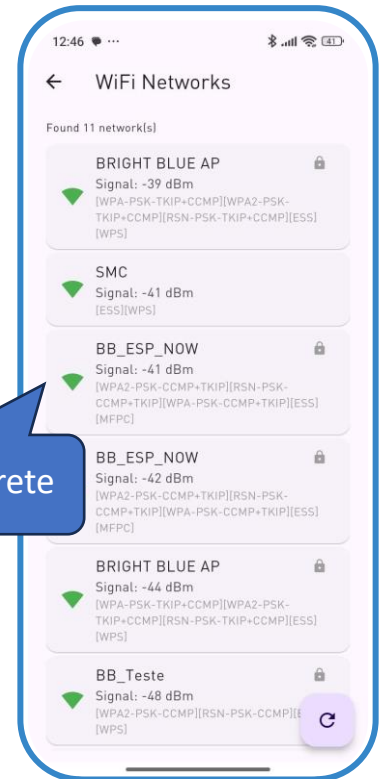 12:46 ...
41
WiFi Networks
Found 11 network(s)
BRIGHT BLUE AP
Signal: -39 dBm
[WPA-PSK-TKIP+CCMP][WPA2-PSK-
TKIP+CCMP][RSN-PSK-TKIP+CCMP][ESS]
[WPS]
SMC
Signal: -41 dBm
[ESS][WPS]
BB_ESP_NOW
Signal: -41 dBm
[WPA2-PSK-CCMP+TKIP][RSN-PSK-
CCMP+TKIP][WPA-PSK-CCMP+TKIP][ESS]
[MFPC]
rete
BB_ESP_NOW
Signal: -42 dBm
[WPA2-PSK-CCMP+TKIP][RSN-PSK-
CCMP+TKIP][WPA-PSK-CCMP+TKIP][ESS]
[MFPC]
BRIGHT BLUE AP
Signal: -44 dBm
[WPA-PSK-TKIP+CCMP][WPA2-PSK-
TKIP+CCMP][RSN-PSK-TKIP+CCMP][ESS]
[WPS]
BB_Teste
Signal: -48 dBm
[WPA2-PSK-CCMP][RSN-PSK-CCMP][E
[WPS]